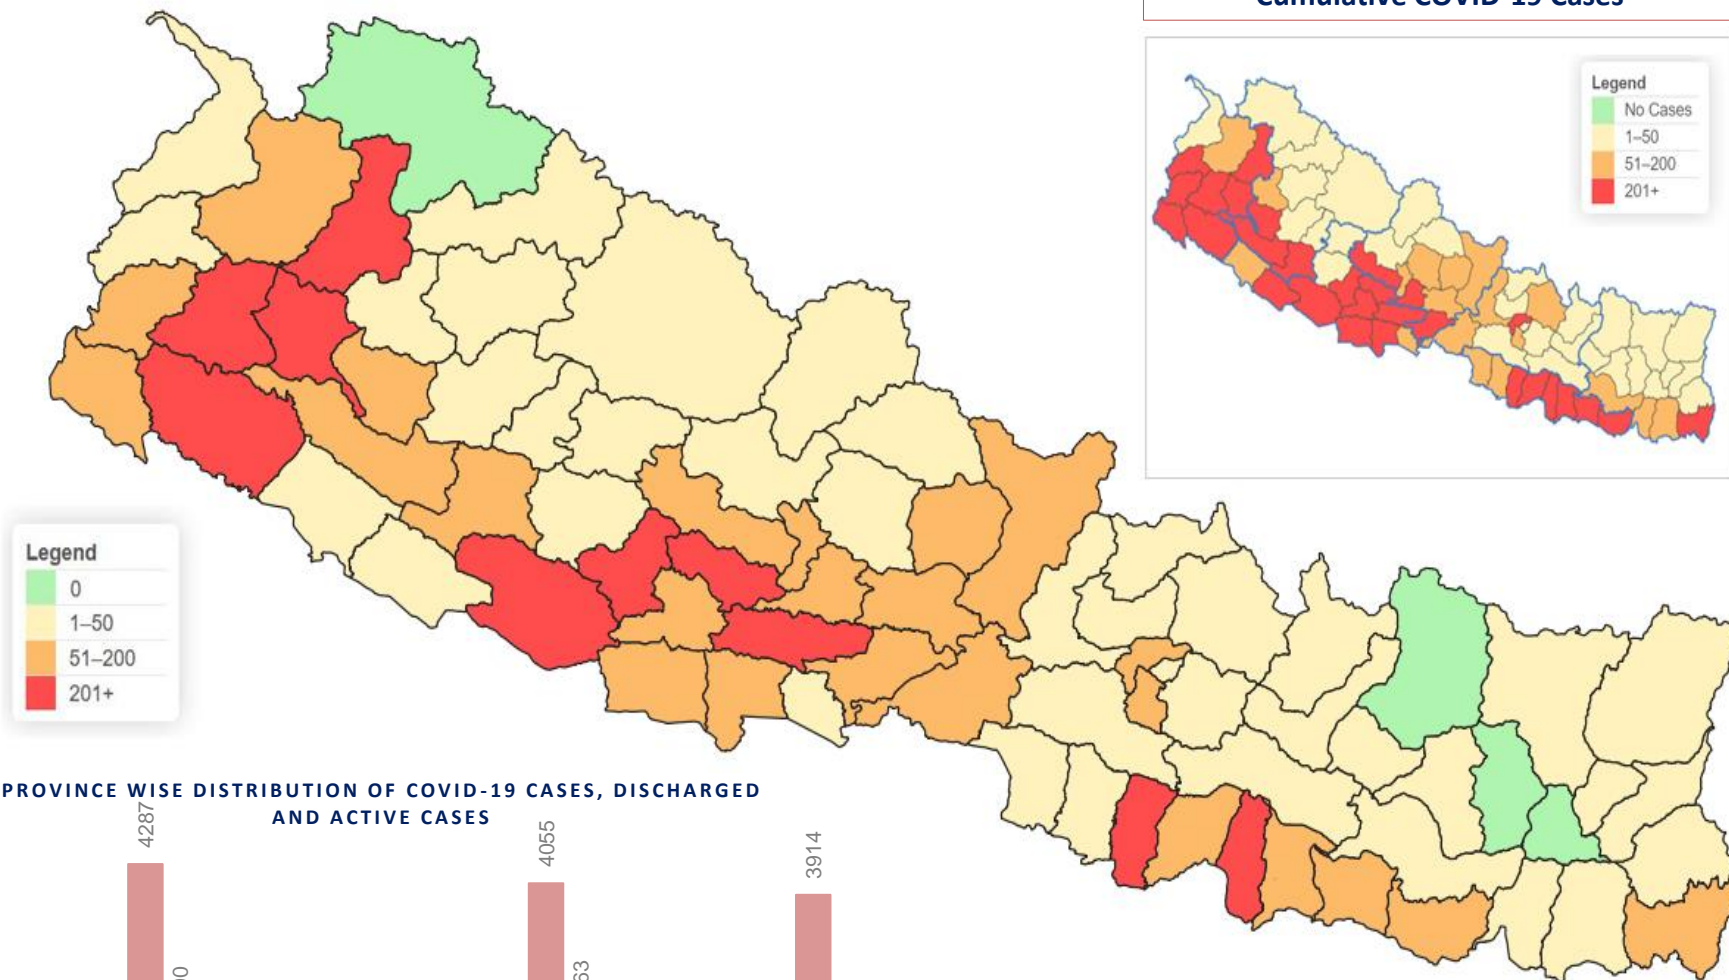 Cumulative COVID-19 Cases
Legend
No Cases
1–50
51–200
201+
Legend
0
1–50
51–200
201+
PROVINCE WISE DISTRIBUTION OF COVID-19 CASES, DISCHARGED
AND ACTIVE CASES
4287
4055
3914